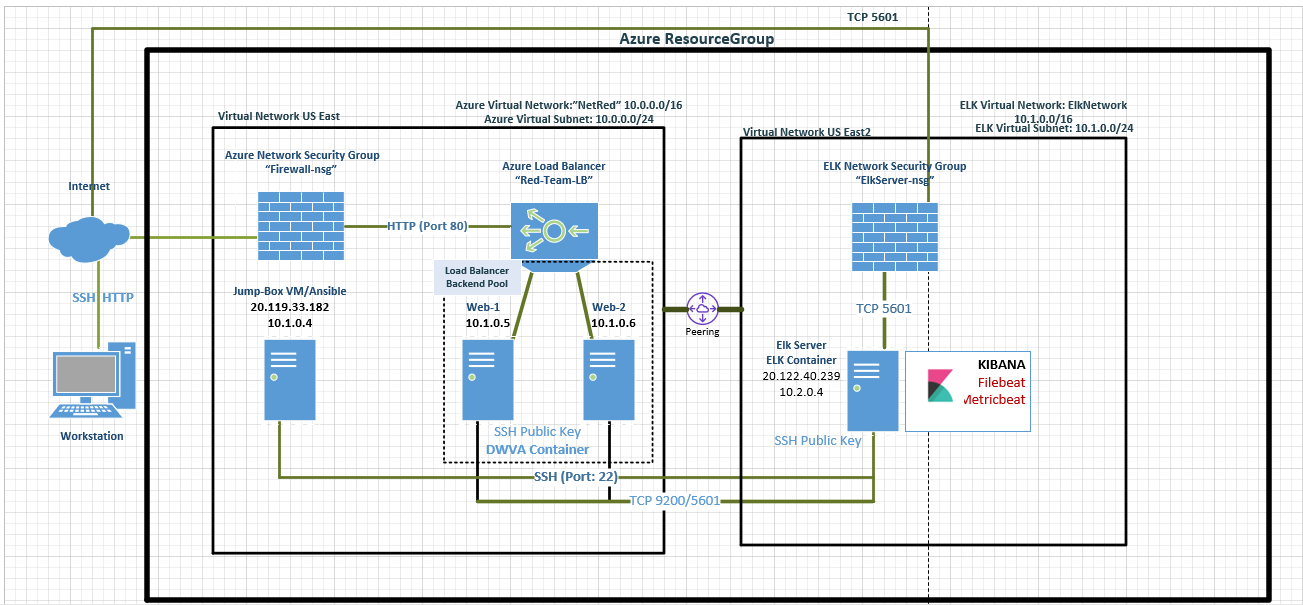 TCP 5601
Azure ResourceGroup
Virtual Network US East
Azure Virtual Network:"NetRed" 10.0.0.0/16
Azure Virtual Subnet: 10.0.0.0/24
ELK Virtual Network: ElkNetwork
10.1.0.0/16
ELK Virtual Subnet: 10.1.0.0/24
Virtual Network US East2
Azure Network Security Group
"Firewall-nsg"
Azure Load Balancer
"Red-Team-LB"
ELK Network Security Group
"ElkServer-nsg"
Internet
HTTP (Port 80)
Load Balancer
Backend Pool
SSH HTTP
Jump-Box VM/Ansible
20.119.33.182
10.1.0.4
Web-1
10.1.0.5
Web-2
10.1.0.6
Peering
TCP 5601
Elk Server
ELK Container
20.122.40.239
10.2.0.4
KIBANA
Filebeat
Metricbeat
Workstation
SSH Public Key
DWVA Container
SSH Public Key
SSH (Port: 22)
TCP 9200/5601